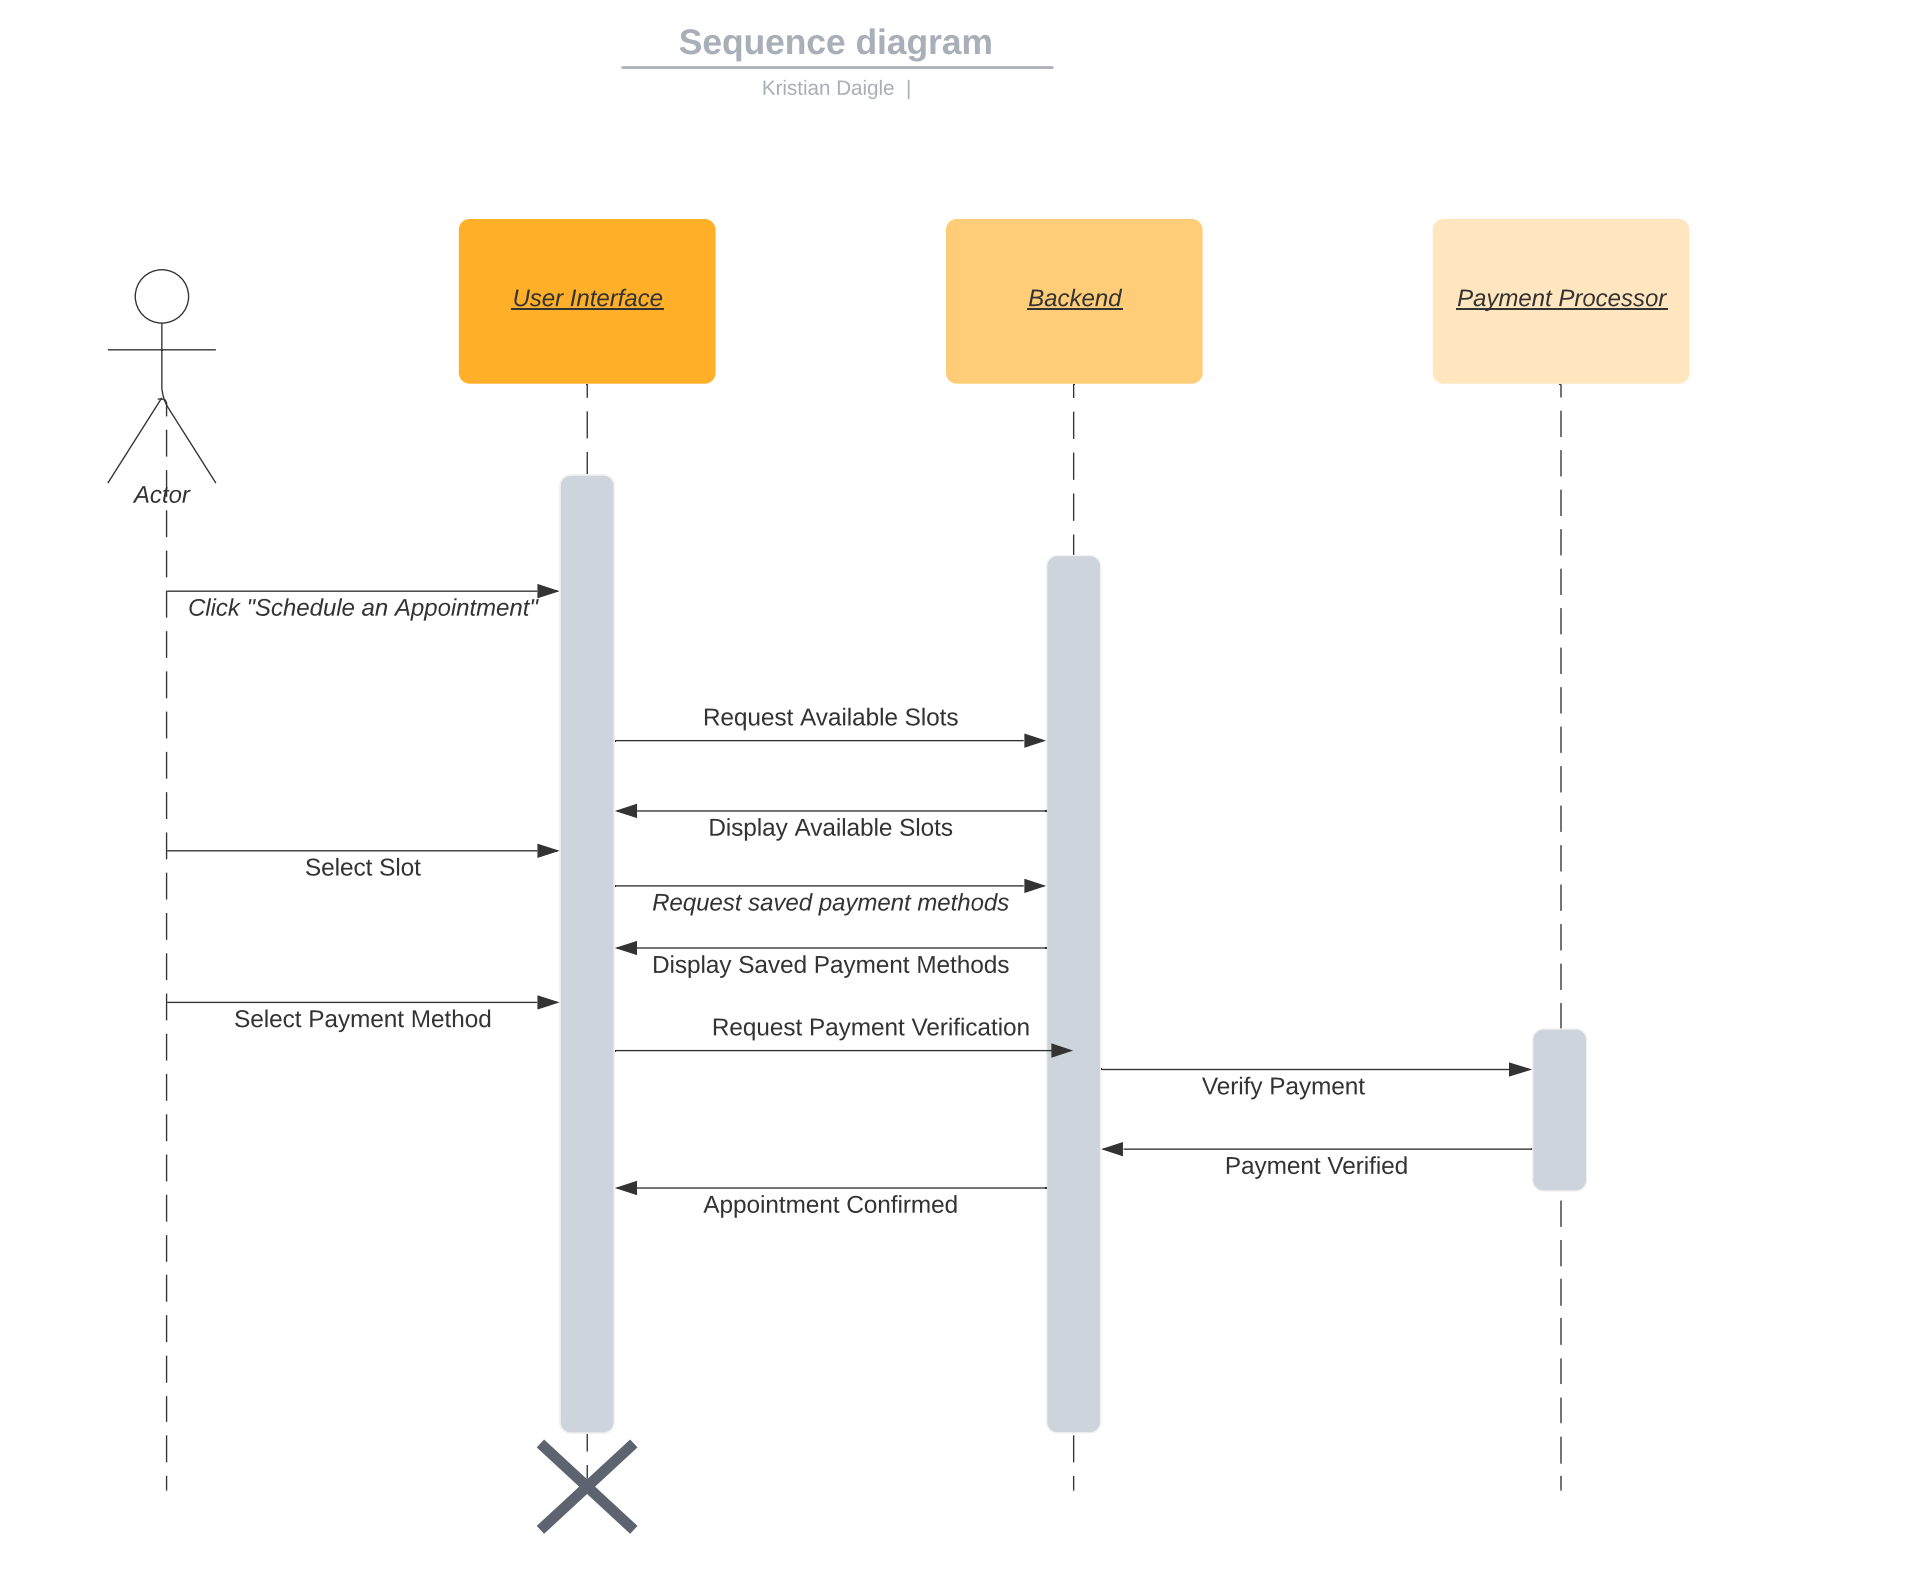 Sequence diagram
Kristian Daigle |
User Interface
Backend
Payment Processor
Actor
Click "Schedule an Appointment"
Request Available Slots
Display Available Slots
Select Slot
Request saved payment methods
Display Saved Payment Methods
Select Payment Method
Request Payment Verification
Verify Payment
Payment Verified
Appointment Confirmed